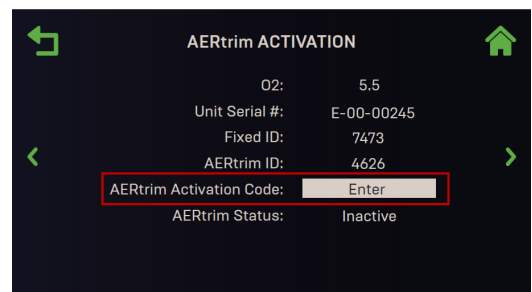 AERtrim ACTIVATION
O2: 5.5
Unit Serial #: E-00-00245
Fixed ID: 7473
AERtrim ID: 4626
AERtrim Activation Code: Enter
AERtrim Status: Inactive